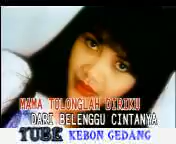 MAMA TOLONGLAH DIRIKU
DARI BELENGGU CINTANYA
TUBE KEBON GEDANG